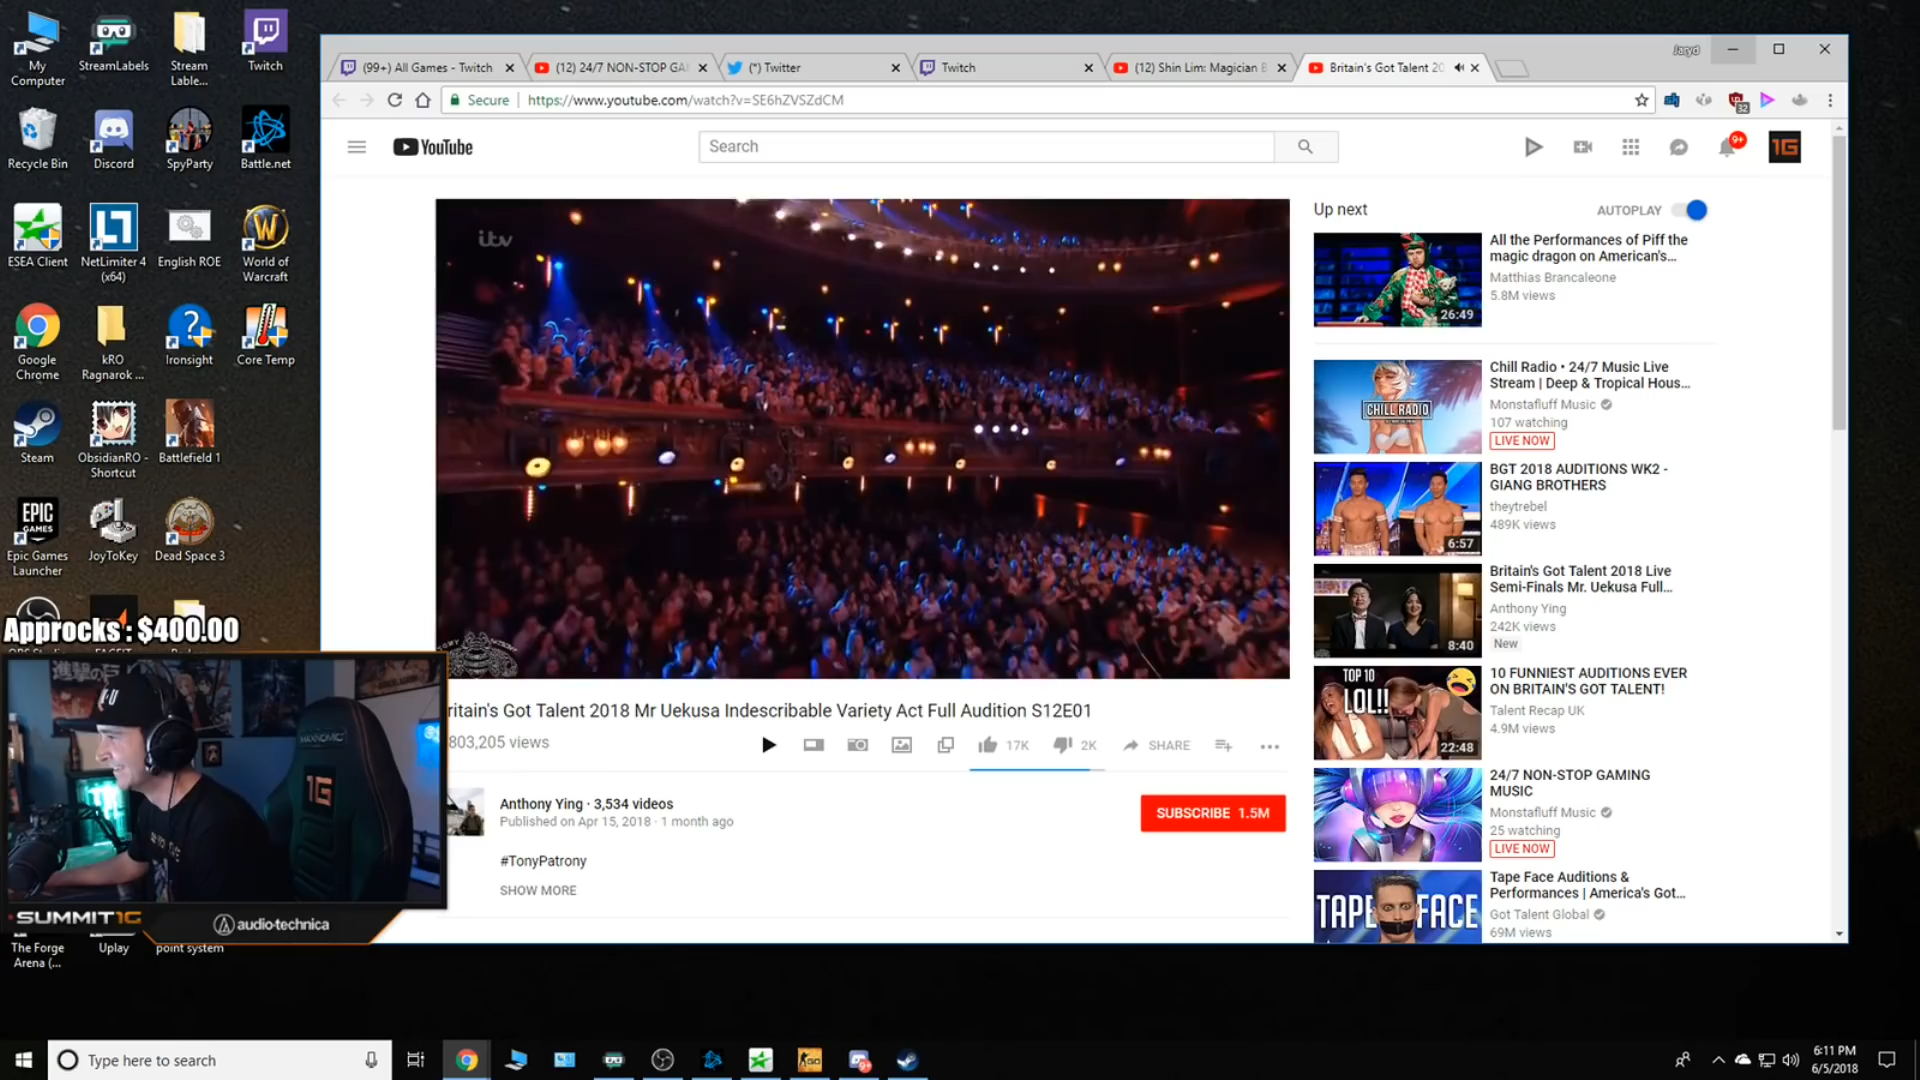 My Computer
StreamLabels
Stream Lable...
Twitch
Recycle Bin
Discord
SpyParty
Battle.net
ESEA Client
NetLimiter 4 (x64)
English ROE
World of Warcraft
Google Chrome
kRO Ragnarok ...
Ironsight
Core Temp
Steam
ObsidianRO - Shortcut
Battlefield 1
EPIC GAMES
Epic Games Launcher
JoyToKey
Dead Space 3
Approcks : $400.00
MAXNOMIC
1G
SUMMIT1G
audio-technica
The Forge Arena (...
Uplay
point system
Jaryd
(99+) All Games - Twitch
(12) 24/7 NON-STOP GA
(*) Twitter
Twitch
(12) Shin Lim: Magician B
Britain's Got Talent 20
Secure
https://www.youtube.com/watch?v=SE6hZVSZdCM
32
YouTube
Search
9+
1G
itv
ritain's Got Talent 2018 Mr Uekusa Indescribable Variety Act Full Audition S12E01
803,205 views
17K
2K
SHARE
Anthony Ying · 3,534 videos
Published on Apr 15, 2018 · 1 month ago
SUBSCRIBE 1.5M
#TonyPatrony
SHOW MORE
Up next
AUTOPLAY
26:49
All the Performances of Piff the
magic dragon on American's...
Matthias Brancaleone
5.8M views
CHILL RADIO
Chill Radio • 24/7 Music Live
Stream | Deep & Tropical Hous...
Monstafluff Music
107 watching
LIVE NOW
6:57
BGT 2018 AUDITIONS WK2 -
GIANG BROTHERS
theytrebel
489K views
8:40
Britain's Got Talent 2018 Live
Semi-Finals Mr. Uekusa Full...
Anthony Ying
242K views
New
TOP 10
LOL!!
22:48
10 FUNNIEST AUDITIONS EVER
ON BRITAIN'S GOT TALENT!
Talent Recap UK
4.9M views
24/7 NON-STOP GAMING
MUSIC
Monstafluff Music
25 watching
LIVE NOW
TAPE FACE
Tape Face Auditions &
Performances | America's Got...
Got Talent Global
69M views
Type here to search
GO
6:11 PM
6/5/2018